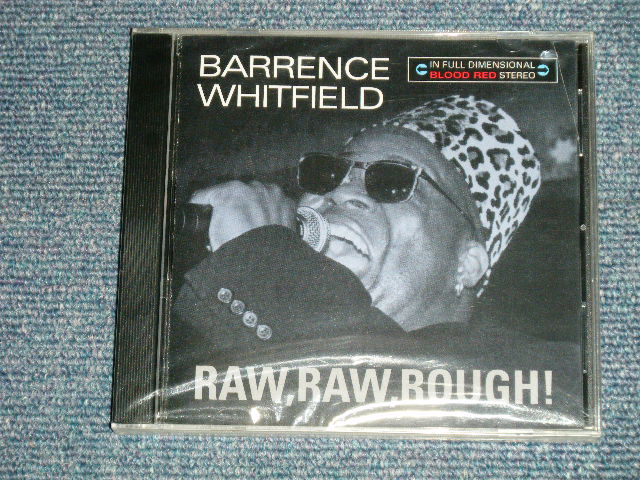 BARRENCE
WHITFIELD
IN FULL DIMENSIONAL
BLOOD RED STEREO
RAW, RAW, ROUGH!